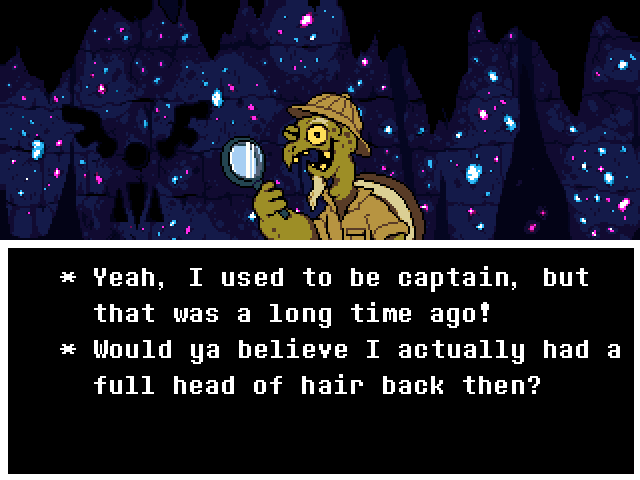 * Yeah, I used to be captain, but
that was a long time ago!
* Would ya believe I actually had a
full head of hair back then?